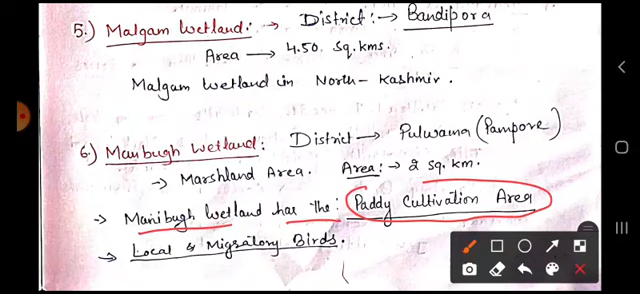 5.) Malgam Wetland :→ District :→ Bandipora
Area → 4.50 Sq.kms.
Malgam Wetland in North-Kashmir.
6.) Manibugh Wetland : District → Pulwama (Pampore)
→ Marshland Area. Area :→ 2 sq. km.
→ Manibugh Wetland has the : Paddy Cultivation Area
→ Local & Migratory Birds.